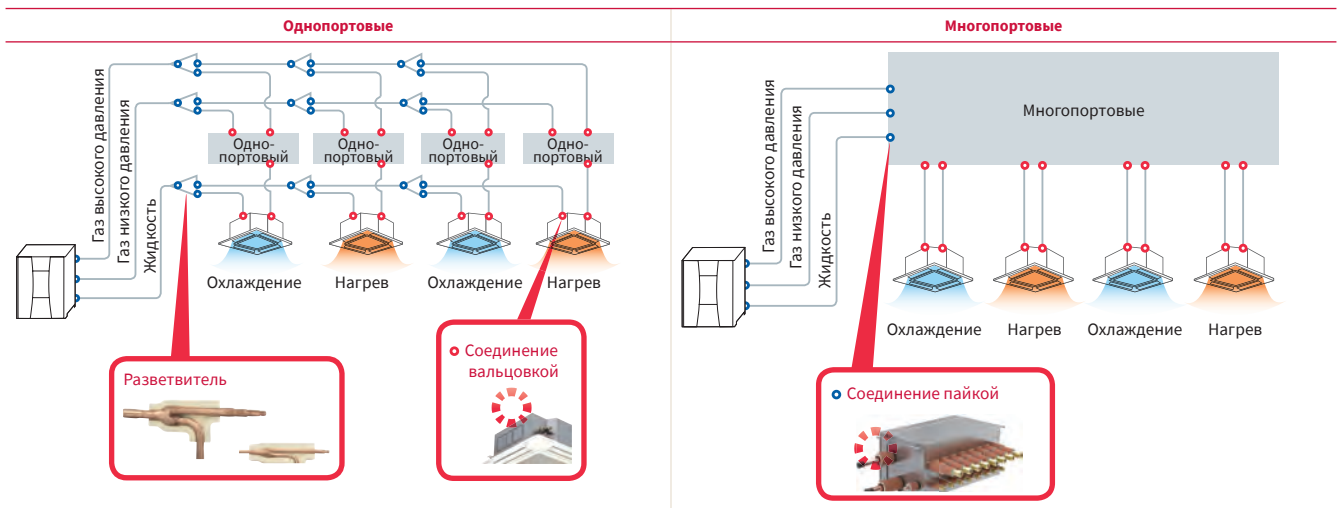 Однопортовые
Газ высокого давления
Газ низкого давления
Жидкость
Одно-
портовый
Одно-
портовый
Одно-
портовый
Одно-
портовый
Охлаждение
Нагрев
Охлаждение
Нагрев
Разветвитель
Соединение
вальцовкой
Многопортовые
Газ высокого давления
Газ низкого давления
Жидкость
Многопортовые
Охлаждение
Нагрев
Охлаждение
Нагрев
Соединение пайкой